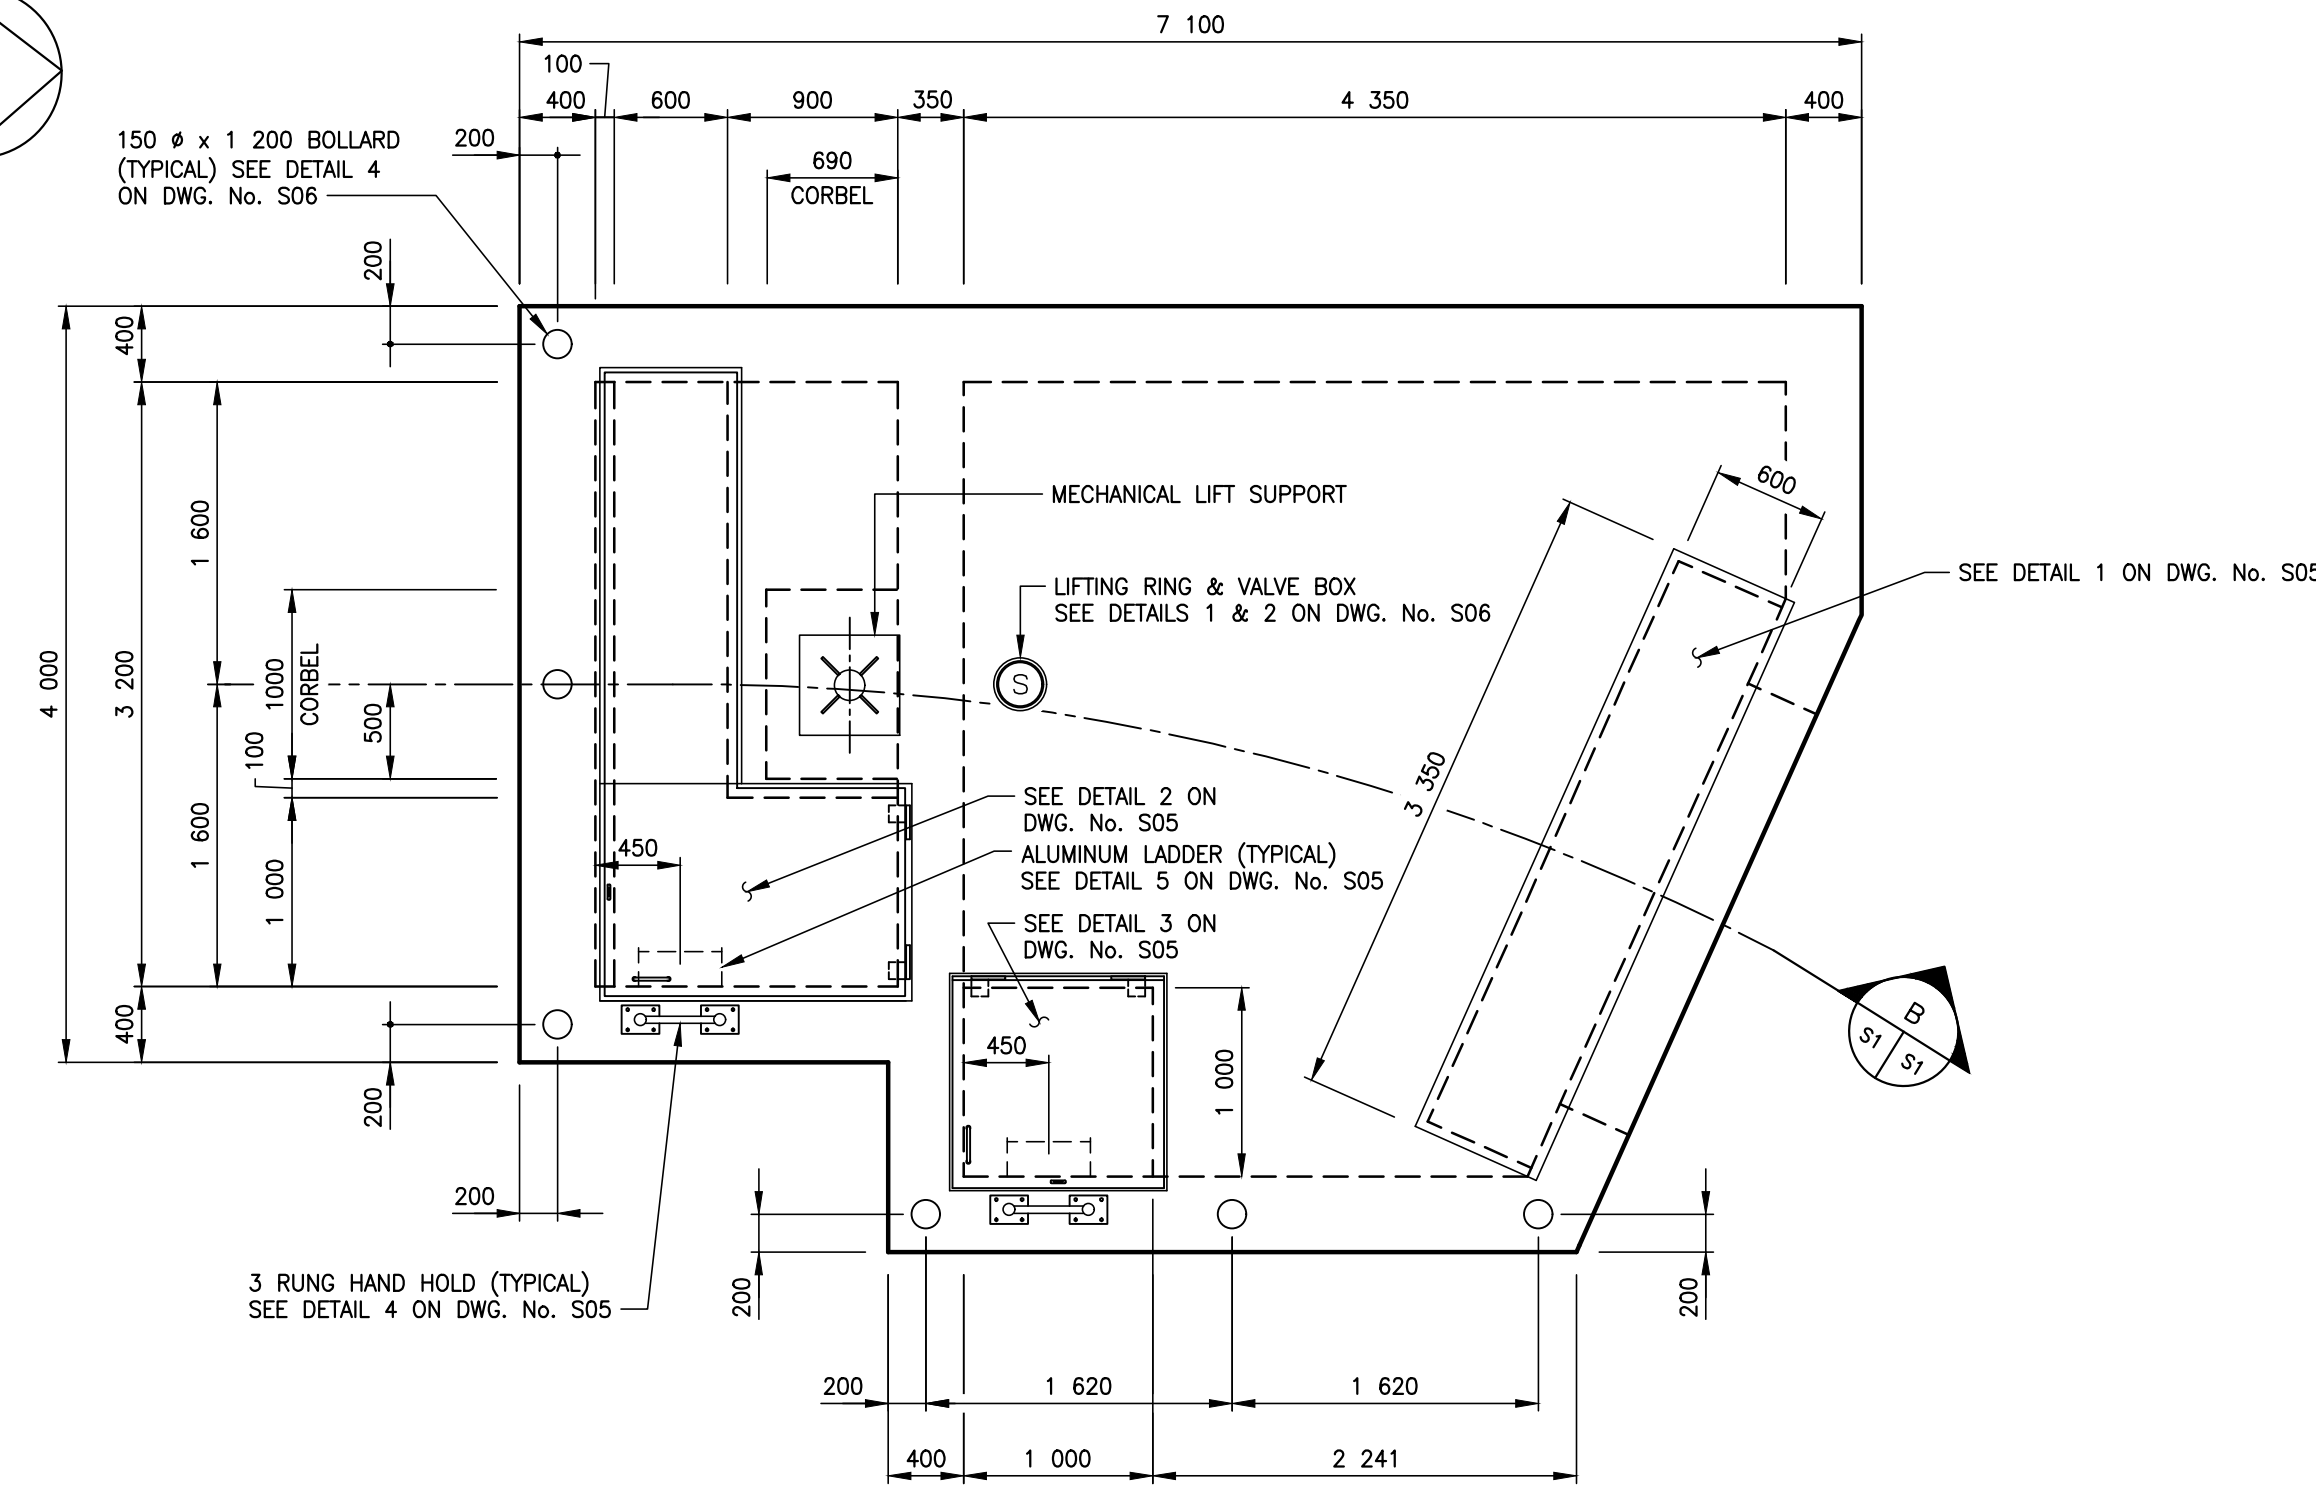 7 100
100
400
600
900
350
4 350
400
150 ø x 1 200 BOLLARD
(TYPICAL) SEE DETAIL 4
ON DWG. No. S06
200
690
CORBEL
200
400
1 600
MECHANICAL LIFT SUPPORT
600
LIFTING RING & VALVE BOX
SEE DETAILS 1 & 2 ON DWG. No. S06
SEE DETAIL 1 ON DWG. No. S05
4 000
3 200
1000
CORBEL
500
100
S
3 350
1 600
1 000
450
SEE DETAIL 2 ON
DWG. No. S05
ALUMINUM LADDER (TYPICAL)
SEE DETAIL 5 ON DWG. No. S05
SEE DETAIL 3 ON
DWG. No. S05
400
450
1 000
B
S1
S1
200
200
3 RUNG HAND HOLD (TYPICAL)
SEE DETAIL 4 ON DWG. No. S05
200
200
200
1 620
1 620
400
1 000
2 241